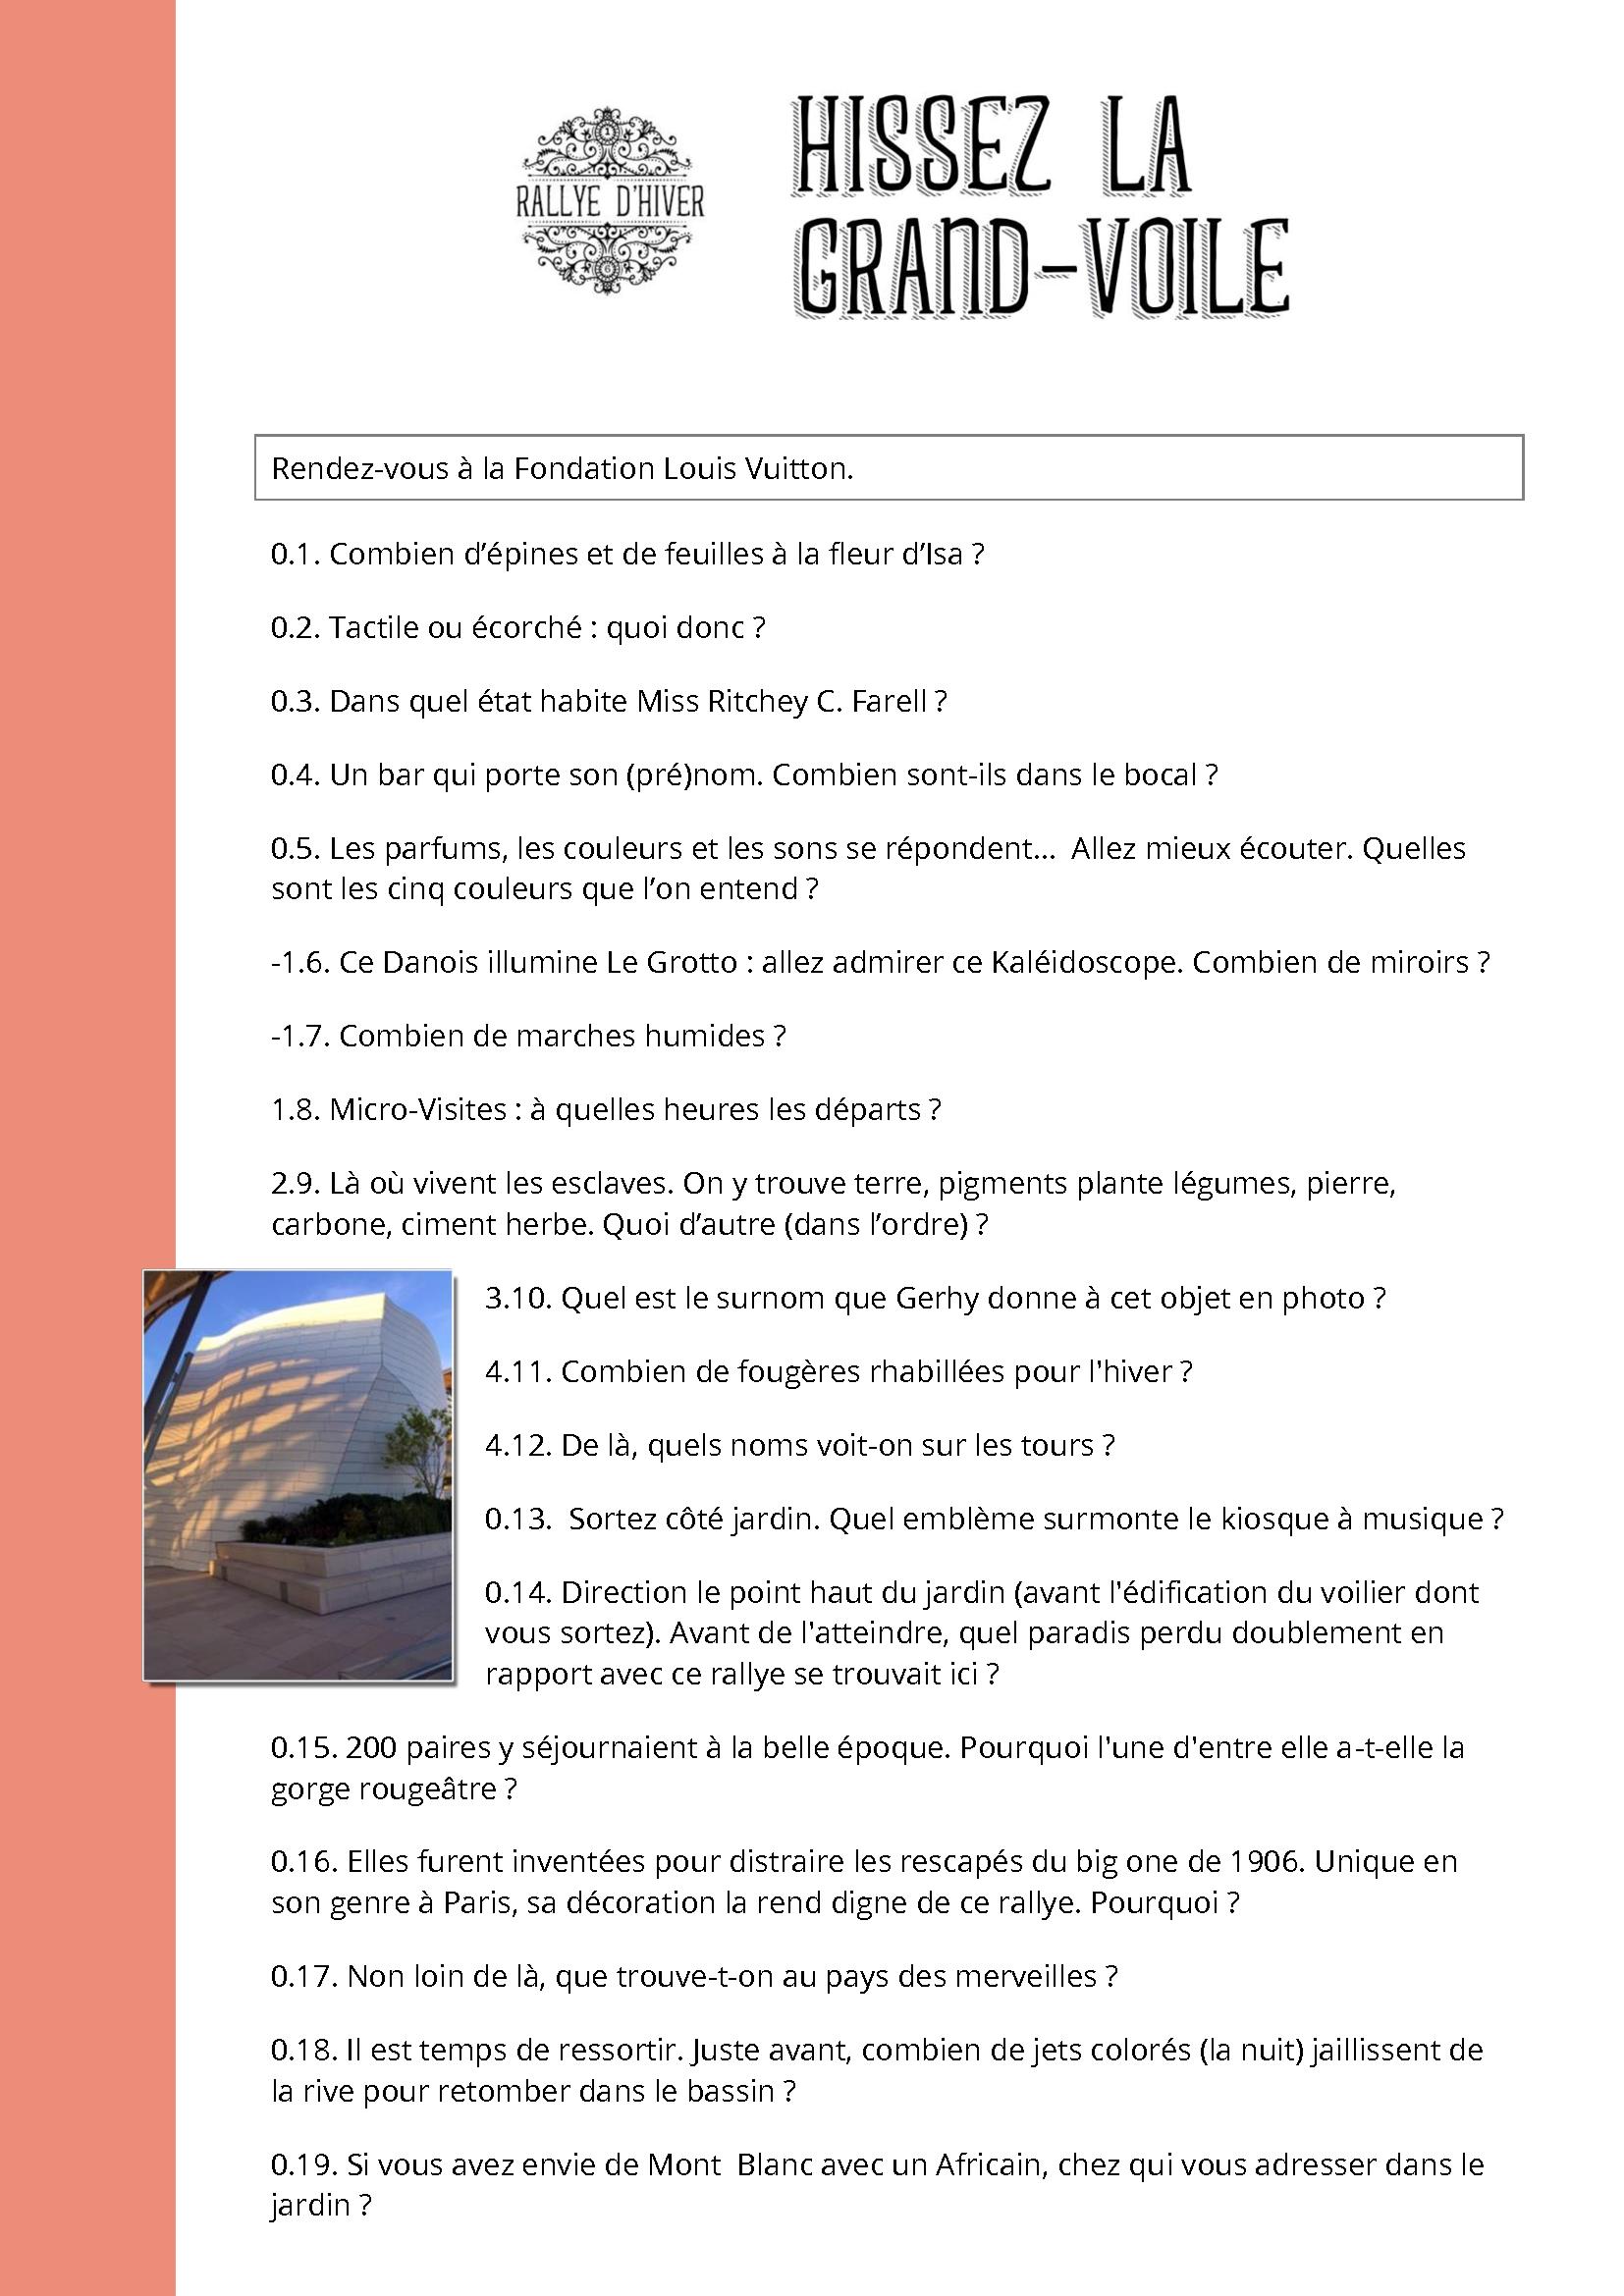 RALLYE D'HIVER
HISSEZ LA
GRAND-VOILE
Rendez-vous à la Fondation Louis Vuitton.
0.1. Combien d’épines et de feuilles à la fleur d’Isa ?
0.2. Tactile ou écorché : quoi donc ?
0.3. Dans quel état habite Miss Ritchey C. Farell ?
0.4. Un bar qui porte son (pré)nom. Combien sont-ils dans le bocal ?
0.5. Les parfums, les couleurs et les sons se répondent… Allez mieux écouter. Quelles
sont les cinq couleurs que l’on entend ?
-1.6. Ce Danois illumine Le Grotto : allez admirer ce Kaléidoscope. Combien de miroirs ?
-1.7. Combien de marches humides ?
1.8. Micro-Visites : à quelles heures les départs ?
2.9. Là où vivent les esclaves. On y trouve terre, pigments plante légumes, pierre,
carbone, ciment herbe. Quoi d’autre (dans l’ordre) ?
3.10. Quel est le surnom que Gerhy donne à cet objet en photo ?
4.11. Combien de fougères rhabillées pour l'hiver ?
4.12. De là, quels noms voit-on sur les tours ?
0.13. Sortez côté jardin. Quel emblème surmonte le kiosque à musique ?
0.14. Direction le point haut du jardin (avant l'édification du voilier dont
vous sortez). Avant de l'atteindre, quel paradis perdu doublement en
rapport avec ce rallye se trouvait ici ?
0.15. 200 paires y séjournaient à la belle époque. Pourquoi l'une d'entre elle a-t-elle la
gorge rougeâtre ?
0.16. Elles furent inventées pour distraire les rescapés du big one de 1906. Unique en
son genre à Paris, sa décoration la rend digne de ce rallye. Pourquoi ?
0.17. Non loin de là, que trouve-t-on au pays des merveilles ?
0.18. Il est temps de ressortir. Juste avant, combien de jets colorés (la nuit) jaillissent de
la rive pour retomber dans le bassin ?
0.19. Si vous avez envie de Mont Blanc avec un Africain, chez qui vous adresser dans le
jardin ?